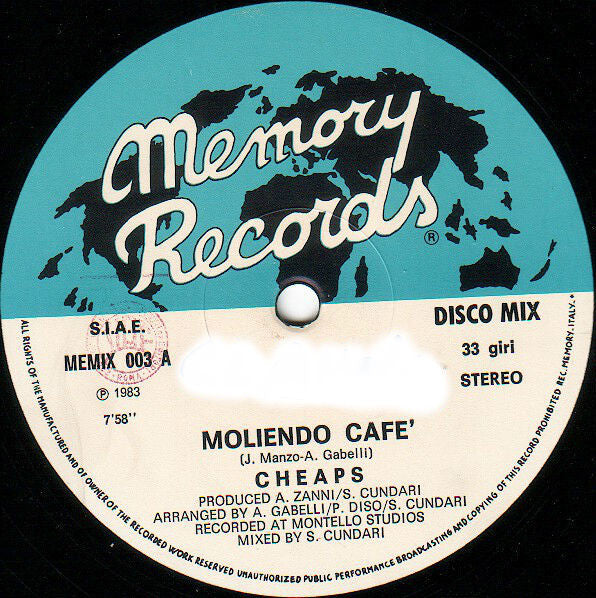 Memory
Records
®
S.I.A.E.
MEMIX 003 A
Ⓟ 1983
7'58''
DISCO MIX
33 giri
STEREO
MOLIENDO CAFE'
(J. Manzo-A. Gabelli)
CHEAPS
PRODUCED A. ZANNI/S. CUNDARI
ARRANGED BY A. GABELLI/P. DISO/S. CUNDARI
RECORDED AT MONTELLO STUDIOS
MIXED BY S. CUNDARI
ALL RIGHTS OF THE MANUFACTURED AND OF OWNER OF THE RECORDED WORK RESERVED UNAUTHORIZED PUBLIC PERFORMANCE BROADCASTING AND COPYING OF THIS RECORD PROHIBITED REC. MEMORY. ITALY.
ROMA